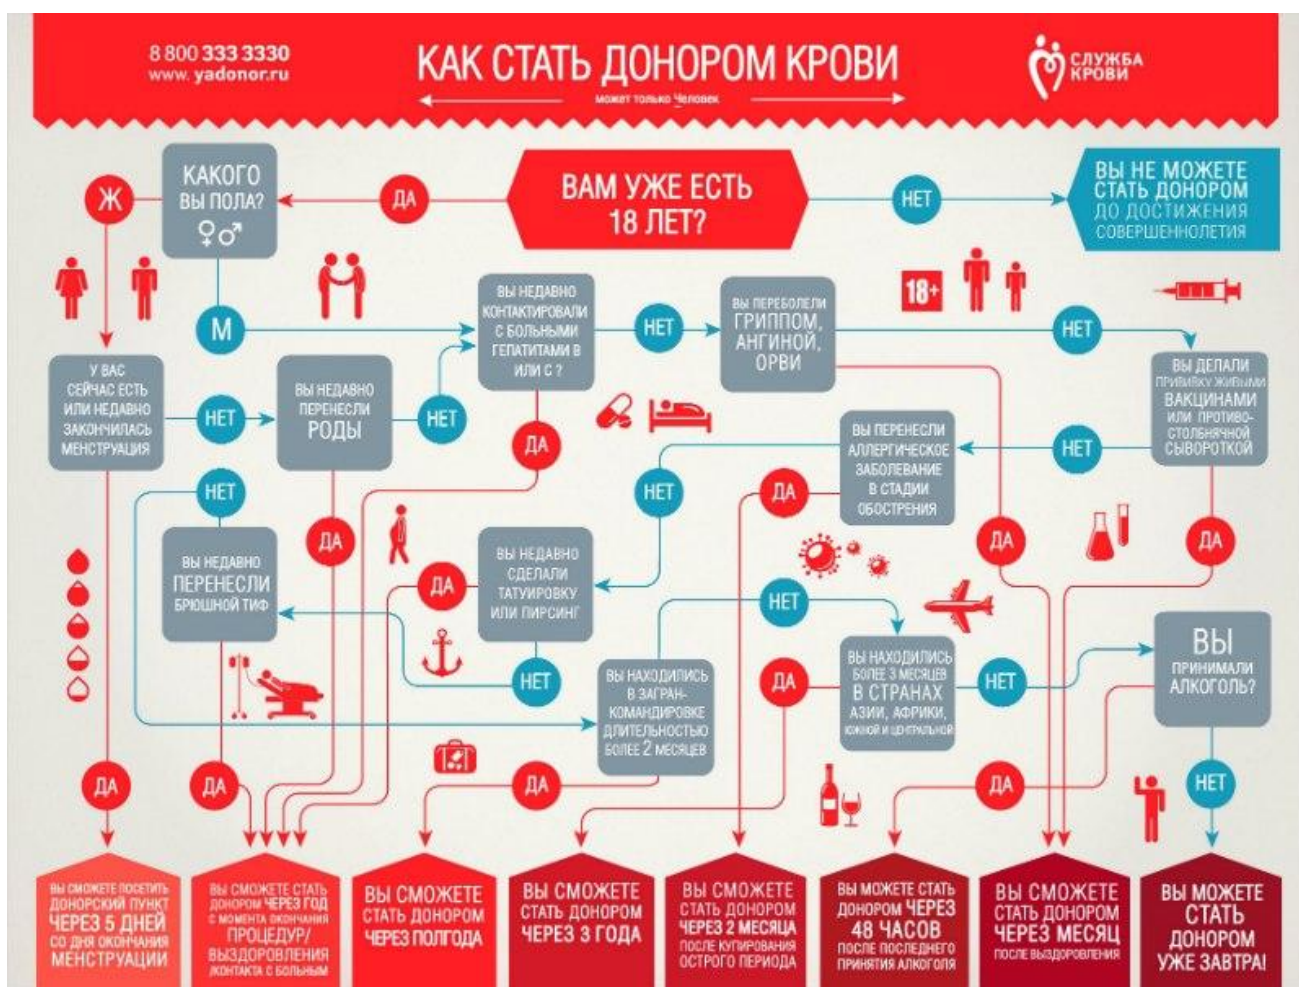 8 800 333 3330
www. yadonor.ru
КАК СТАТЬ ДОНОРОМ КРОВИ
может только Человек
СЛУЖБА
КРОВИ
ВАМ УЖЕ ЕСТЬ
18 ЛЕТ?
ДА
НЕТ
ВЫ НЕ МОЖЕТЕ
СТАТЬ ДОНОРОМ
ДО ДОСТИЖЕНИЯ
СОВЕРШЕННОЛЕТИЯ
КАКОГО
ВЫ ПОЛА?
Ж
М
У ВАС
СЕЙЧАС ЕСТЬ
ИЛИ НЕДАВНО
ЗАКОНЧИЛАСЬ
МЕНСТРУАЦИЯ
НЕТ
ВЫ НЕДАВНО
ПЕРЕНЕСЛИ
РОДЫ
НЕТ
ВЫ НЕДАВНО
КОНТАКТИРОВАЛИ
С БОЛЬНЫМИ
ГЕПАТИТАМИ В
ИЛИ С ?
НЕТ
ДА
ВЫ ПЕРЕБОЛЕЛИ
ГРИППОМ,
АНГИНОЙ,
ОРВИ
18+
НЕТ
ВЫ ДЕЛАЛИ
ПРИВИВКУ ЖИВЫМИ
ВАКЦИНАМИ
ИЛИ ПРОТИВО-
СТОЛБНЯЧНОЙ
СЫВОРОТКОЙ
НЕТ
ВЫ ПЕРЕНЕСЛИ
АЛЛЕРГИЧЕСКОЕ
ЗАБОЛЕВАНИЕ
В СТАДИИ
ОБОСТРЕНИЯ
НЕТ
ДА
ДА
ДА
НЕТ
ДА
ВЫ НЕДАВНО
ПЕРЕНЕСЛИ
БРЮШНОЙ ТИФ
ВЫ НЕДАВНО
СДЕЛАЛИ
ТАТУИРОВКУ
ИЛИ ПИРСИНГ
ДА
НЕТ
НЕТ
ВЫ НАХОДИЛИСЬ
В ЗАГРАН-
КОМАНДИРОВКЕ
ДЛИТЕЛЬНОСТЬЮ
БОЛЕЕ 2 МЕСЯЦЕВ
ВЫ НАХОДИЛИСЬ
БОЛЕЕ 3 МЕСЯЦЕВ
В СТРАНАХ
АЗИИ, АФРИКИ,
ЮЖНОЙ И ЦЕНТРАЛЬНОЙ
ДА
НЕТ
ВЫ
ПРИНИМАЛИ
АЛКОГОЛЬ?
ДА
ДА
ДА
ДА
НЕТ
ВЫ СМОЖЕТЕ ПОСЕТИТЬ
ДОНОРСКИЙ ПУНКТ
ЧЕРЕЗ 5 ДНЕЙ
СО ДНЯ ОКОНЧАНИЯ
МЕНСТРУАЦИИ
ВЫ СМОЖЕТЕ СТАТЬ
ДОНОРОМ ЧЕРЕЗ ГОД
С МОМЕНТА ОКОНЧАНИЯ
ПРОЦЕДУР/
ВЫЗДОРОВЛЕНИЯ
/КОНТАКТА С БОЛЬНЫМ
ВЫ СМОЖЕТЕ
СТАТЬ ДОНОРОМ
ЧЕРЕЗ ПОЛГОДА
ВЫ СМОЖЕТЕ
СТАТЬ ДОНОРОМ
ЧЕРЕЗ 3 ГОДА
ВЫ СМОЖЕТЕ
СТАТЬ ДОНОРОМ
ЧЕРЕЗ 2 МЕСЯЦА
ПОСЛЕ КУПИРОВАНИЯ
ОСТРОГО ПЕРИОДА
ВЫ МОЖЕТЕ СТАТЬ
ДОНОРОМ ЧЕРЕЗ
48 ЧАСОВ
ПОСЛЕ ПОСЛЕДНЕГО
ПРИНЯТИЯ АЛКОГОЛЯ
ВЫ СМОЖЕТЕ
СТАТЬ ДОНОРОМ
ЧЕРЕЗ МЕСЯЦ
ПОСЛЕ ВЫЗДОРОВЛЕНИЯ
ВЫ МОЖЕТЕ
СТАТЬ
ДОНОРОМ
УЖЕ ЗАВТРА!